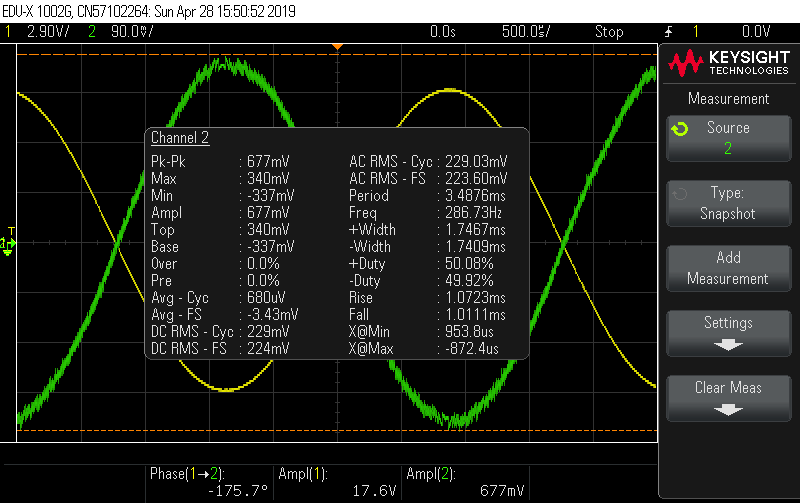 EDU-X 1002G, CN57102264: Sun Apr 28 15:50:52 2019
1 2.90V/ 2 90.0V/ 0.0s 500.0s/ Stop 1 0.0V
KEYSIGHT
TECHNOLOGIES
Measurement
Source
2
Type:
Snapshot
Add
Measurement
Settings
Clear Meas
Channel 2
Pk-Pk : 677mV AC RMS - Cyc : 229.03mV
Max : 340mV AC RMS - FS : 223.60mV
Min : -337mV Period : 3.4876ms
Ampl : 677mV Freq : 286.73Hz
Top : 340mV +Width : 1.7467ms
Base : -337mV -Width : 1.7409ms
Over : 0.0% +Duty : 50.08%
Pre : 0.0% -Duty : 49.92%
Avg - Cyc : 680uV Rise : 1.0723ms
Avg - FS : -3.43mV Fall : 1.0111ms
DC RMS - Cyc : 229mV X@Min : 953.8us
DC RMS - FS : 224mV X@Max : -872.4us
T
2
Phase(1→2): Ampl(1): Ampl(2):
-175.7° 17.6V 677mV